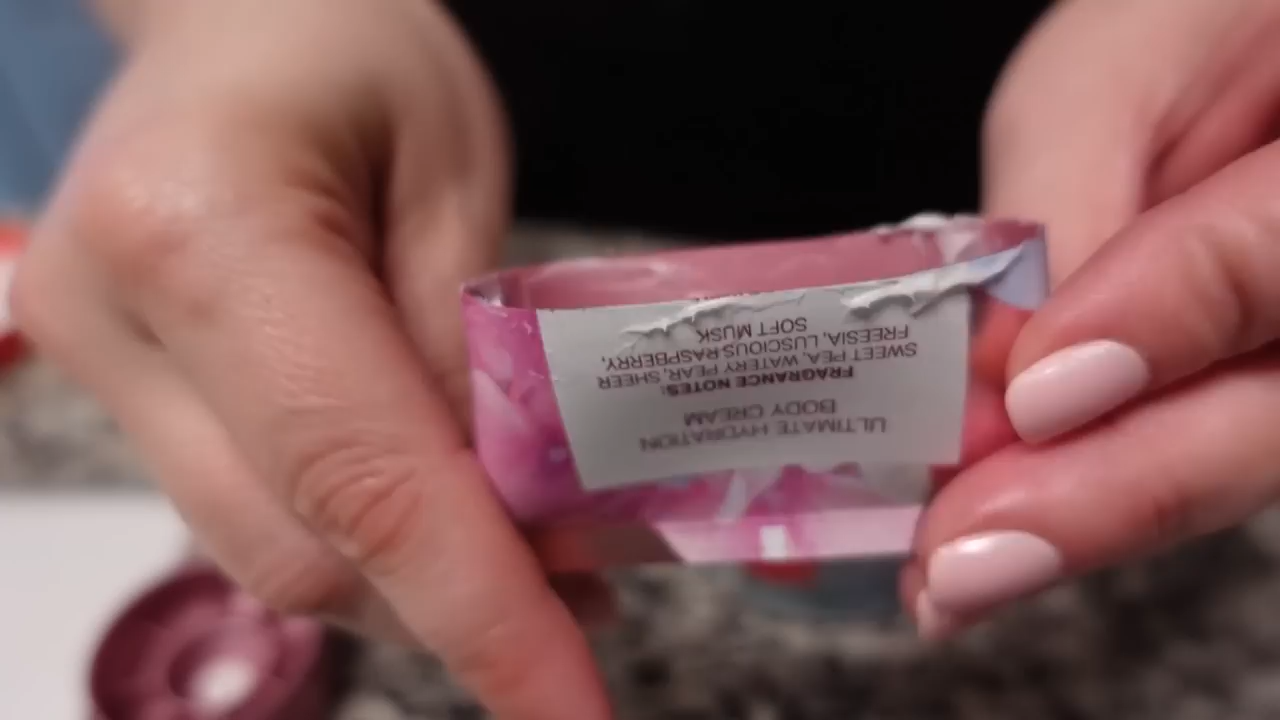 ULTIMATE HYDRATION
BODY CREAM
FRAGRANCE NOTES:
SWEET PEA, WATERY PEAR, SHEER
FREESIA, LUSCIOUS RASPBERRY,
SOFT MUSK